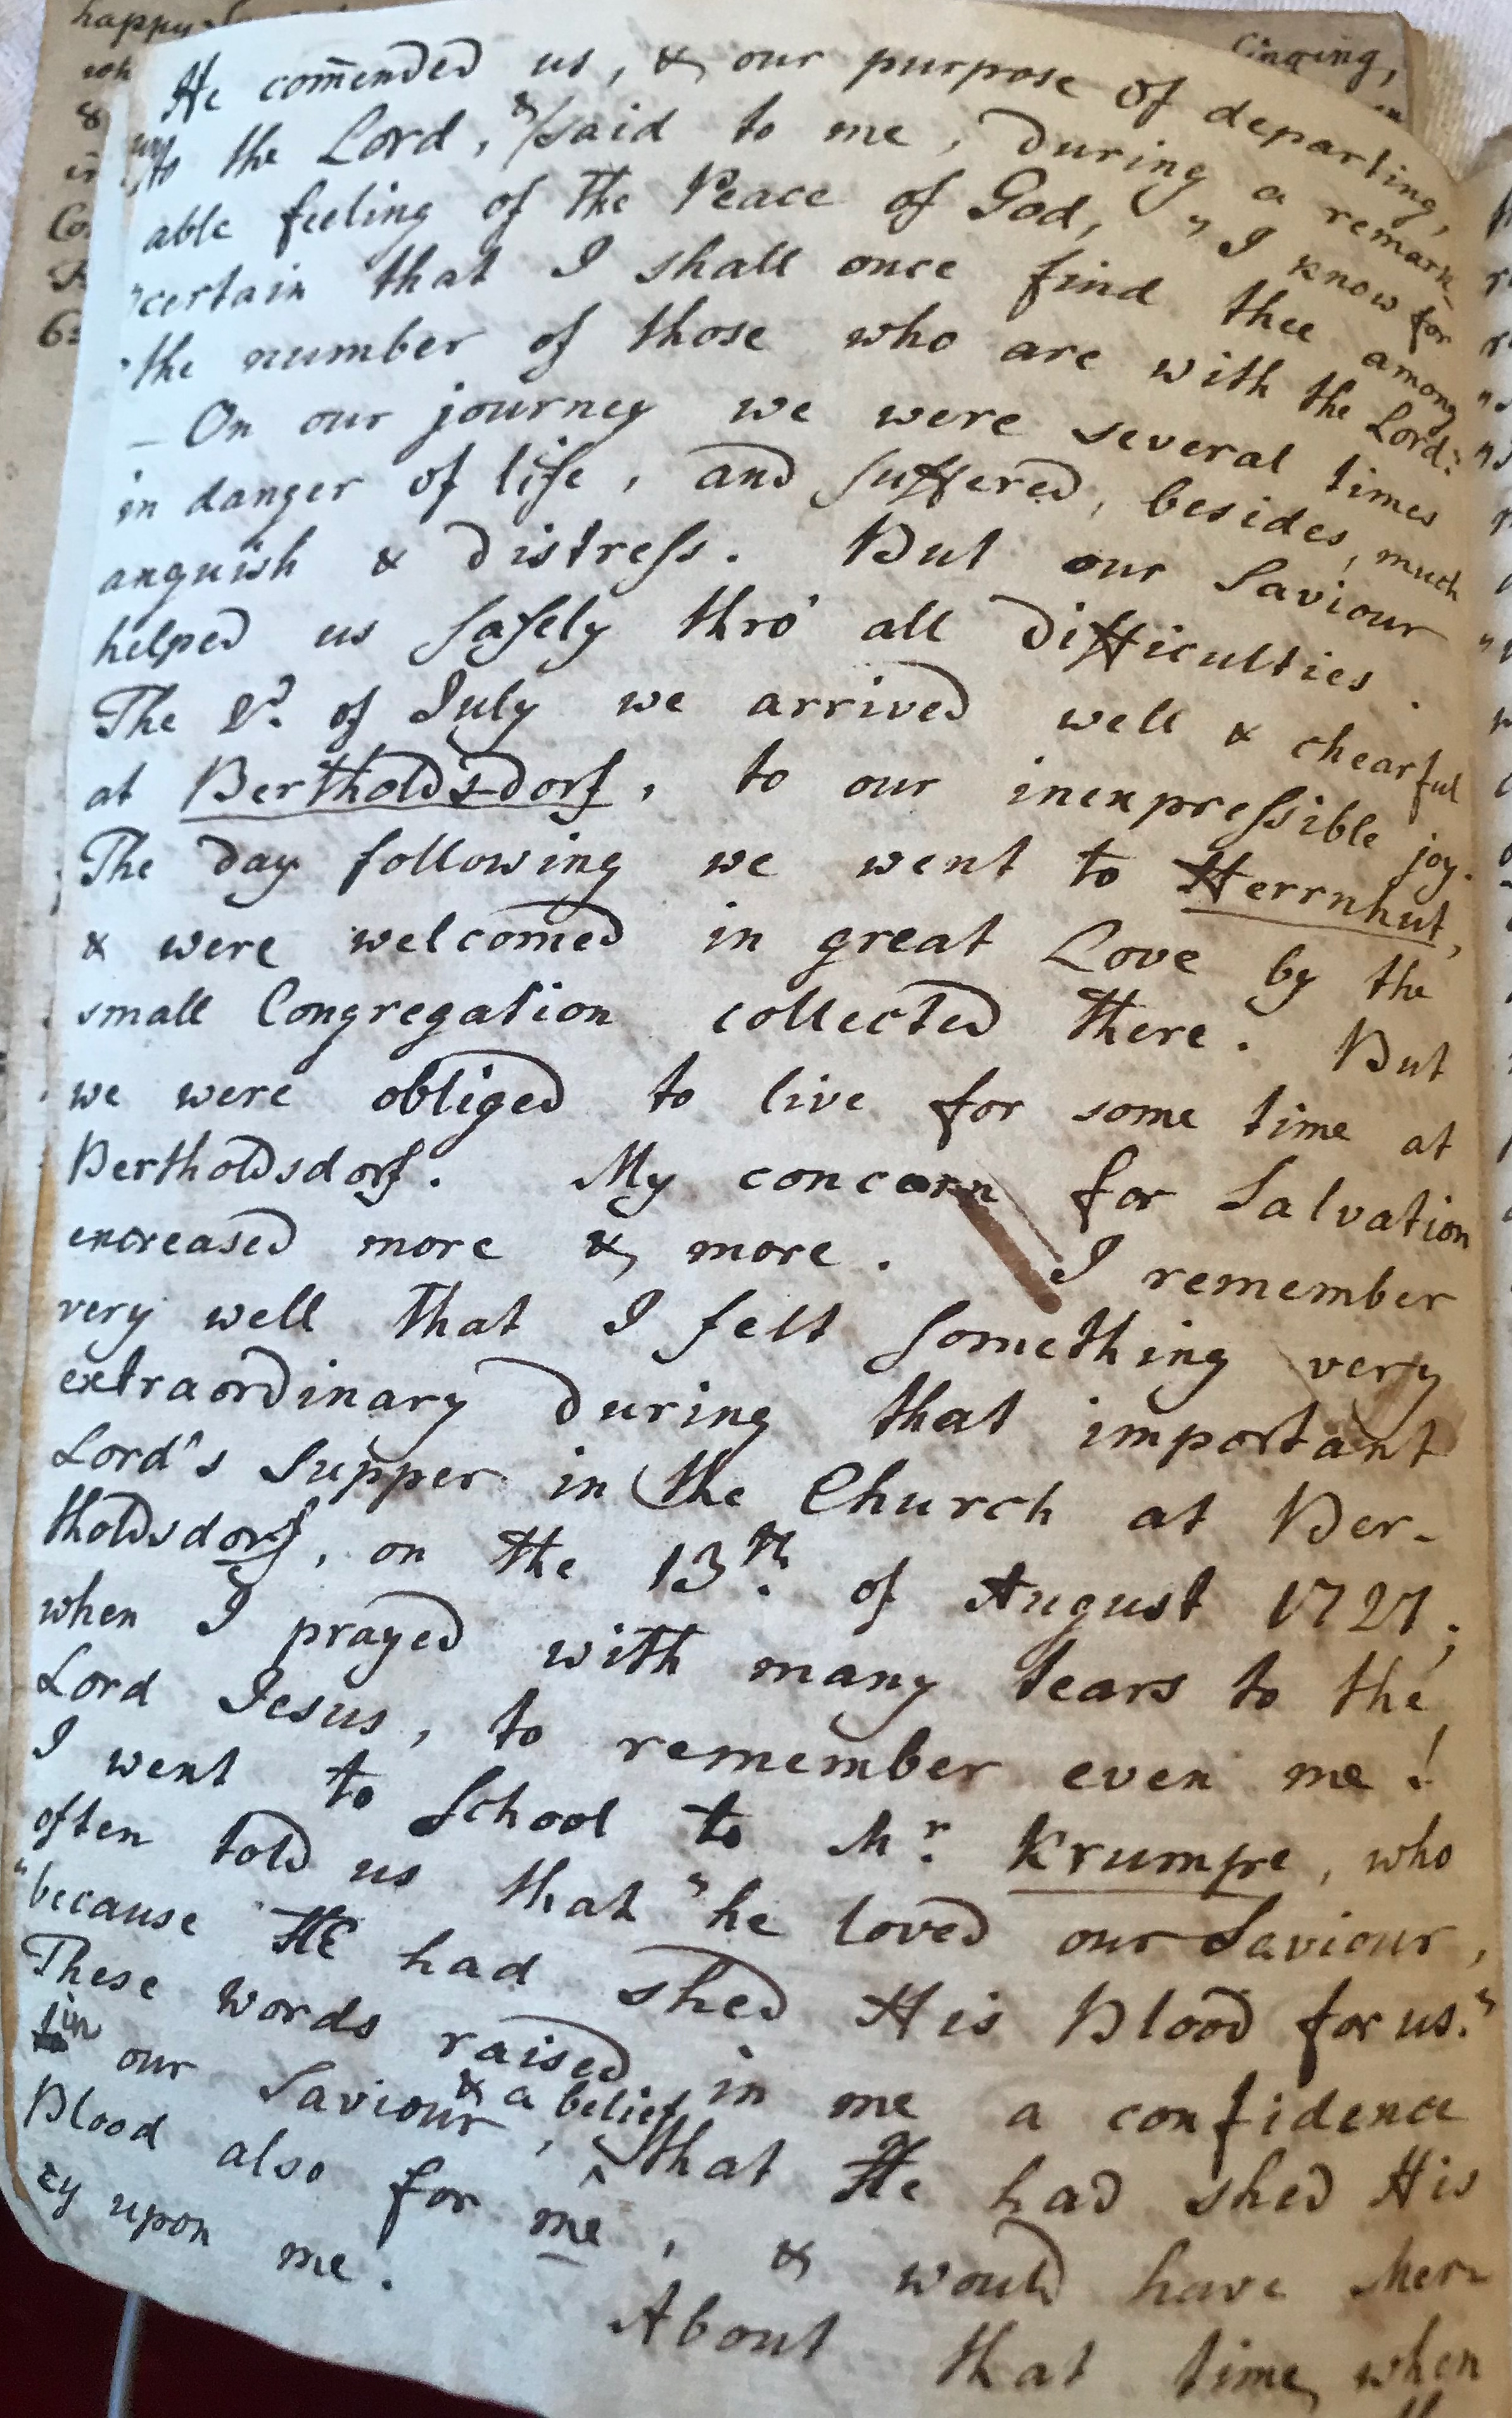 He com̄ended us, & our purpose of departing,
to the Lord, & said to me, during a remark-
able feeling of the Peace of God, "I know for
"certain that I shall once find thee among
"the number of those who are with the Lord."
— On our journey we were several times
in danger of life, and suffered, besides, much
anguish & distress. But our Saviour
helped us safely thro' all difficulties.
The 2d. of July we arrived well & chearful
at Bertholdsdorf, to our inexpressible joy.
The day following we went to Herrnhut,
& were welcomed in great Love by the
small Congregation collected there. But
we were obliged to live for some time at
Bertholdsdorf. My concern for Salvation
encreased more & more. I remember
very well that I felt something very
extraordinary during that important
Lord's Supper in the Church at Ber-
tholdsdorf, on the 13th. of August 1727;
when I prayed with many tears to the
Lord Jesus, to remember even me!
I went to School to Mr. Krumpe, who
often told us that "he loved our Saviour,
"because HE had shed His Blood for us."
These words raised in me a confidence
in our Saviour, & a belief that He had shed His
Blood also for me, & would have Mer-
cy upon me.
About that time, when
happy
Singing,